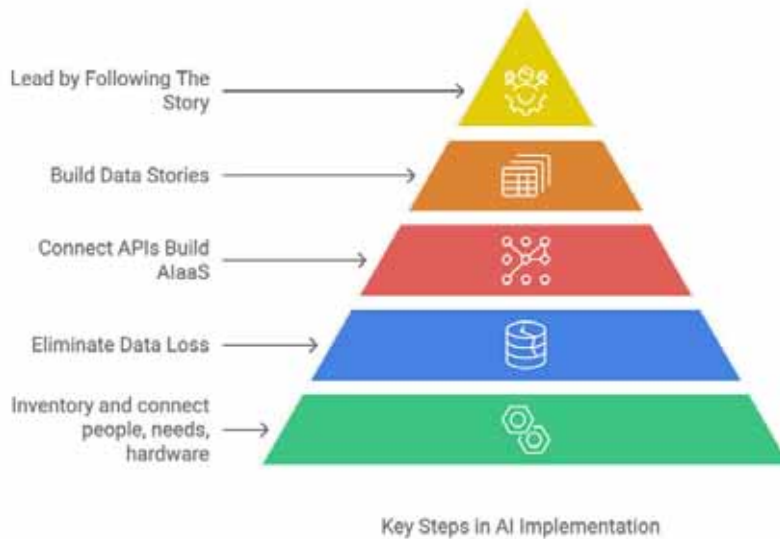 Lead by Following The
Story
Build Data Stories
Connect APIs Build
AIaaS
Eliminate Data Loss
Inventory and connect
people, needs,
hardware
Key Steps in AI Implementation